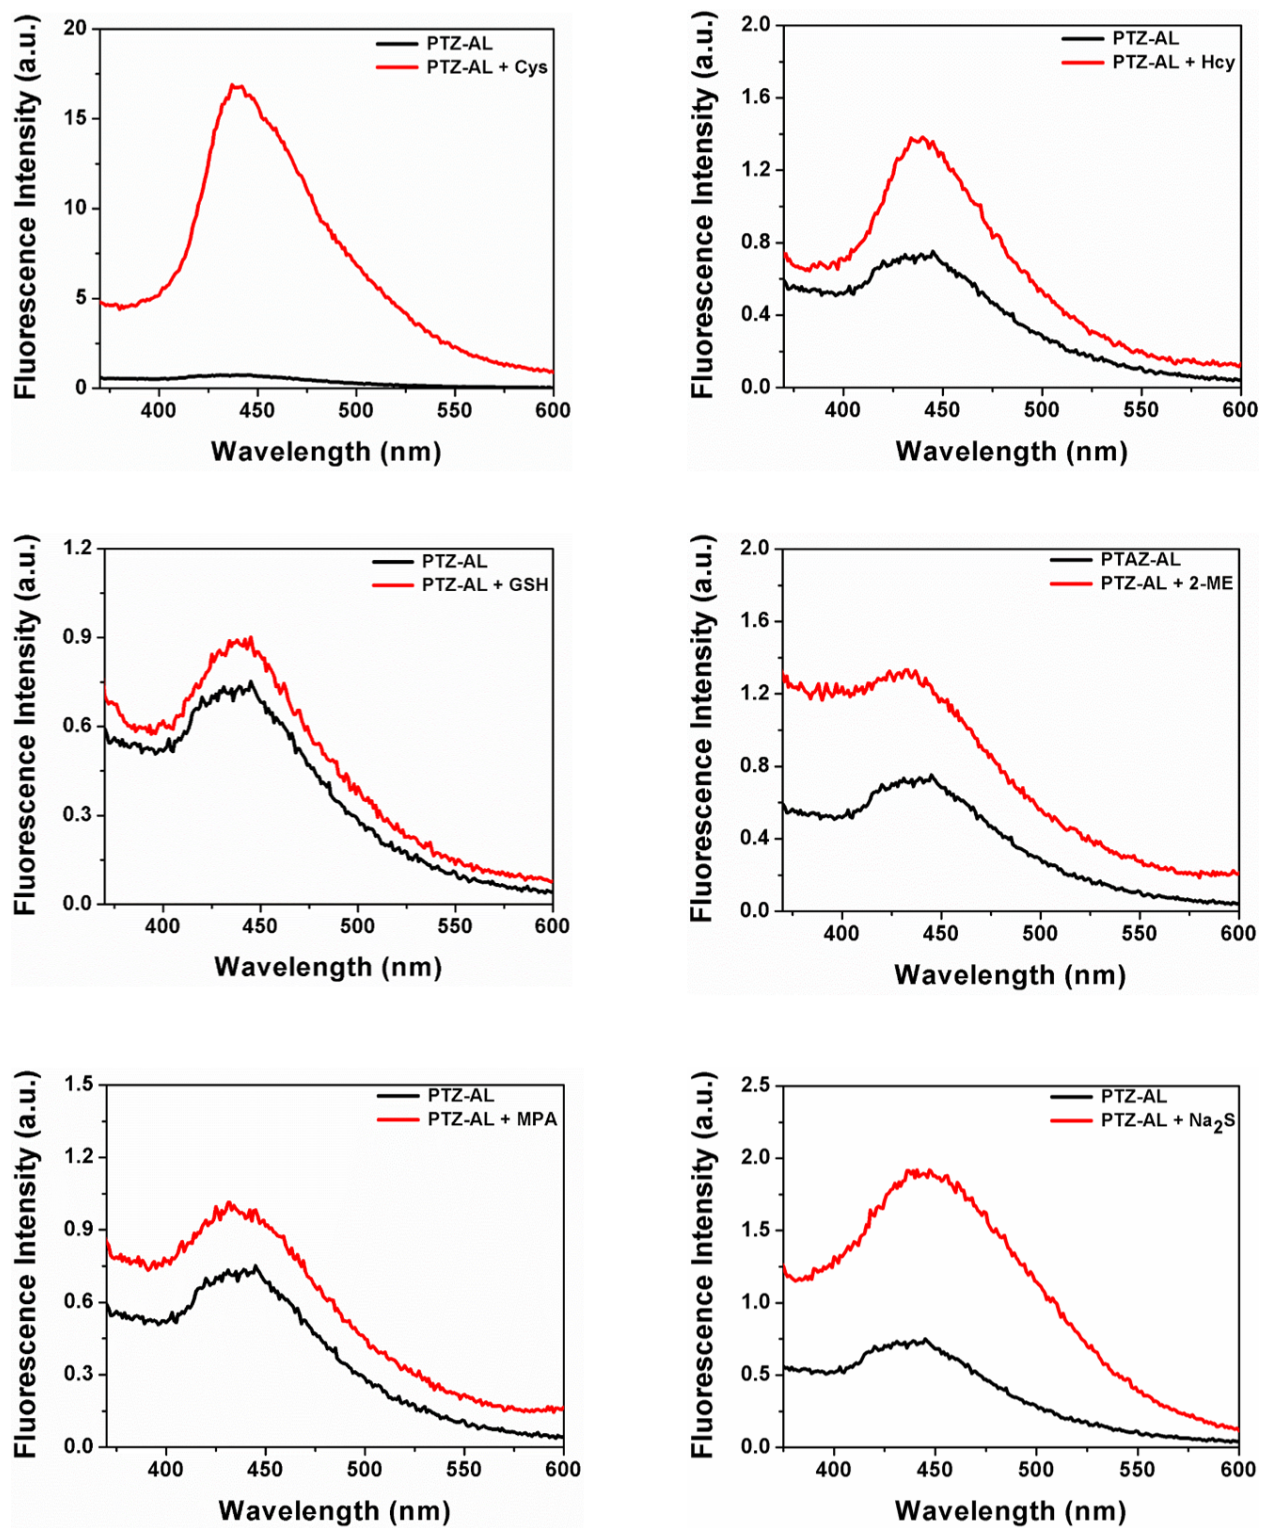 Fluorescence Intensity (a.u.)
20
15
10
5
0
PTZ-AL
PTZ-AL + Cys
400 450 500 550 600
Wavelength (nm)
Fluorescence Intensity (a.u.)
2.0
1.6
1.2
0.8
0.4
0.0
PTZ-AL
PTZ-AL + Hcy
400 450 500 550 600
Wavelength (nm)
Fluorescence Intensity (a.u.)
1.2
0.9
0.6
0.3
0.0
PTZ-AL
PTZ-AL + GSH
400 450 500 550 600
Wavelength (nm)
Fluorescence Intensity (a.u.)
2.0
1.6
1.2
0.8
0.4
0.0
PTAZ-AL
PTZ-AL + 2-ME
400 450 500 550 600
Wavelength (nm)
Fluorescence Intensity (a.u.)
1.5
1.2
0.9
0.6
0.3
0.0
PTZ-AL
PTZ-AL + MPA
400 450 500 550 600
Wavelength (nm)
Fluorescence Intensity (a.u.)
2.5
2.0
1.5
1.0
0.5
0.0
PTZ-AL
PTZ-AL + Na₂S
400 450 500 550 600
Wavelength (nm)